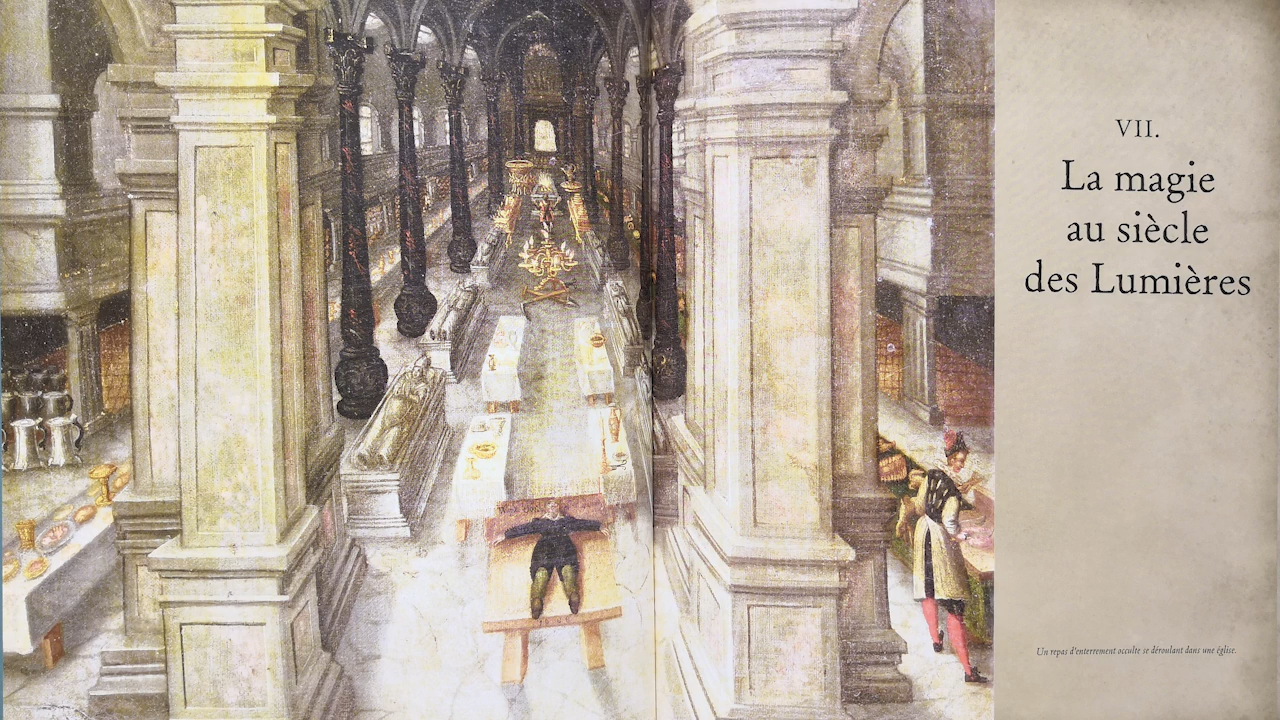 VII.
La magie
au siècle
des Lumières
Un repas d'enterrement occulte se déroulant dans une église.